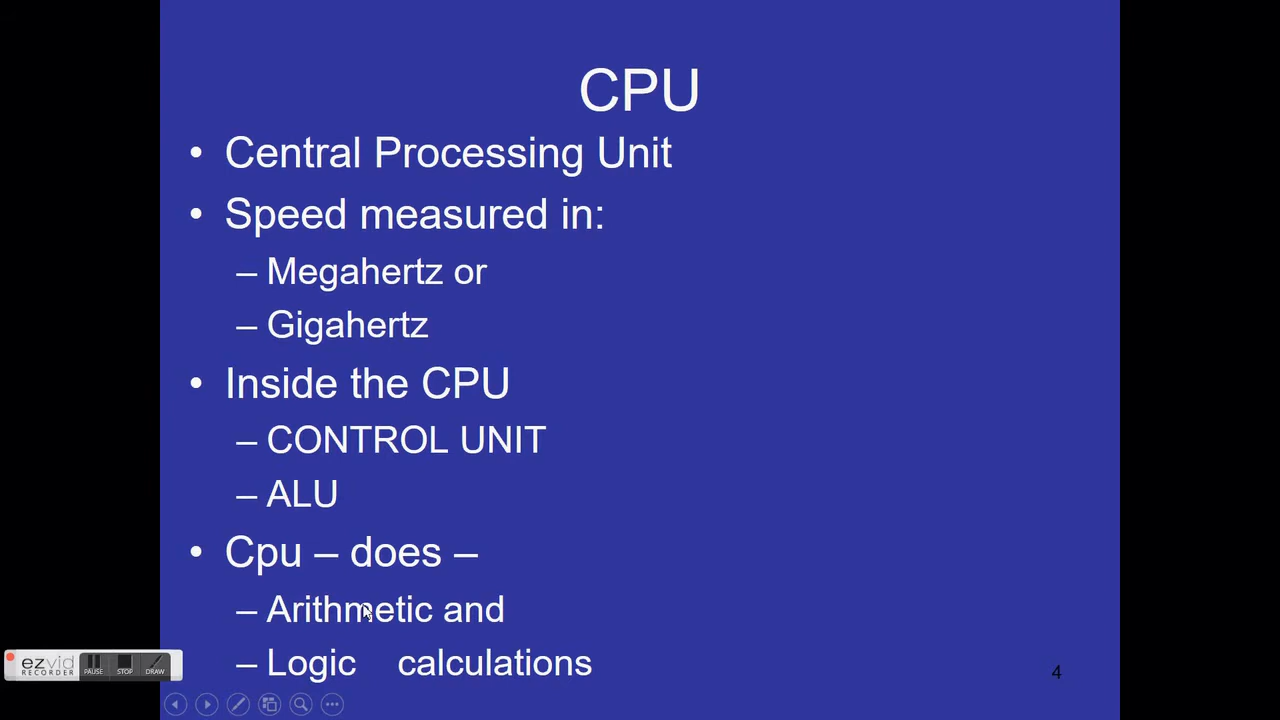 CPU
• Central Processing Unit
• Speed measured in:
– Megahertz or
– Gigahertz
• Inside the CPU
– CONTROL UNIT
– ALU
• Cpu – does –
– Arithmetic and
– Logic calculations
4
ezvid
RECORDER
PAUSE STOP DRAW